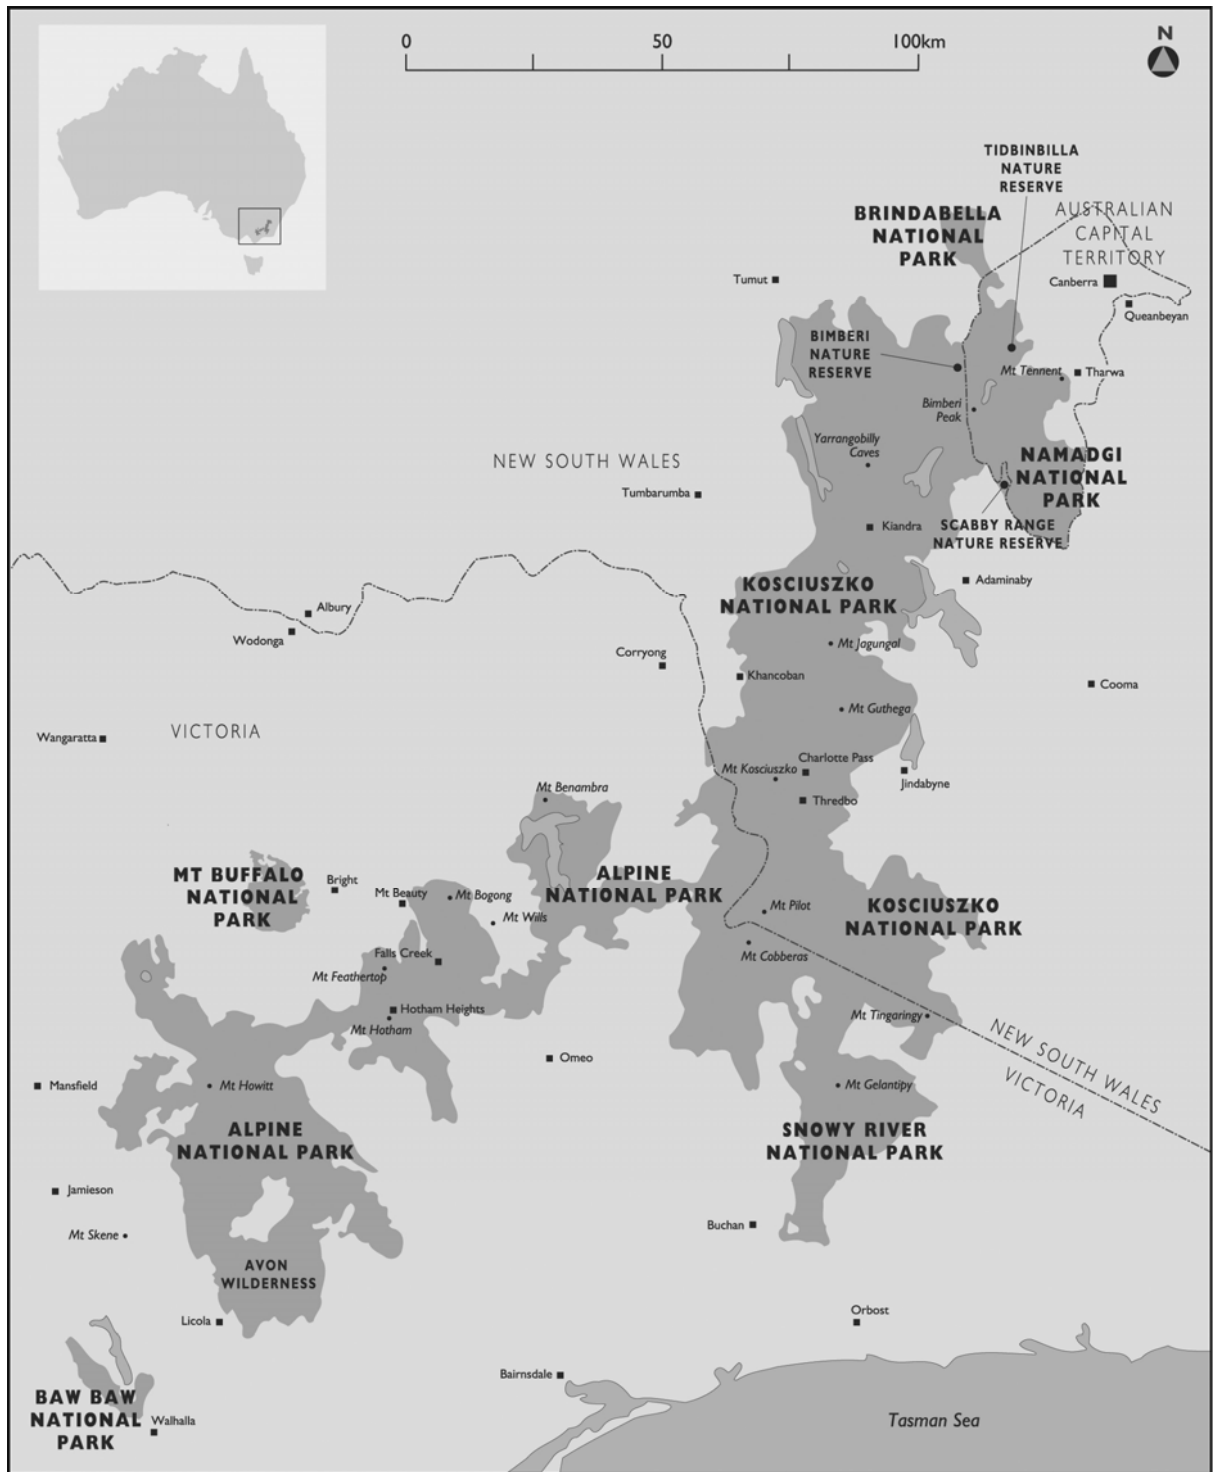 0 50 100km
N
TIDBINBILLA
NATURE
RESERVE
BRINDABELLA
NATIONAL
PARK
AUSTRALIAN
CAPITAL
TERRITORY
Tumut
Canberra
Queanbeyan
BIMBERI
NATURE
RESERVE
Mt Tennent
Tharwa
Bimberi
Peak
Yarrangobilly
Caves
NAMADGI
NATIONAL
PARK
NEW SOUTH WALES
Tumbarumba
Kiandra
SCABBY RANGE
NATURE RESERVE
KOSCIUSZKO
NATIONAL PARK
Adaminaby
Albury
Wodonga
Mt Jagungal
Corryong
Khancoban
Cooma
Mt Guthega
VICTORIA
Wangaratta
Charlotte Pass
Mt Kosciuszko
Jindabyne
Mt Benambra
Thredbo
MT BUFFALO
NATIONAL
PARK
Bright
Mt Beauty
Mt Bogong
ALPINE
NATIONAL PARK
Mt Wills
Mt Pilot
KOSCIUSZKO
NATIONAL PARK
Falls Creek
Mt Cobberas
Mt Feathertop
Hotham Heights
Mt Hotham
Mt Tingaringy
NEW SOUTH WALES
VICTORIA
Omeo
Mansfield
Mt Howitt
Mt Gelantipy
ALPINE
NATIONAL PARK
SNOWY RIVER
NATIONAL PARK
Jamieson
Mt Skene
Buchan
AVON
WILDERNESS
Licola
Orbost
Bairnsdale
BAW BAW
NATIONAL
PARK
Walhalla
Tasman Sea